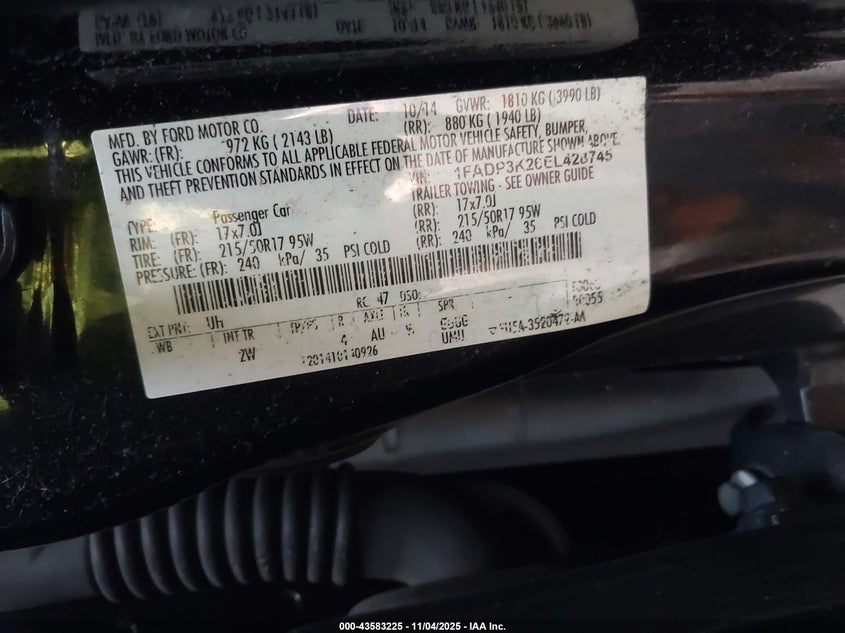 MFD. BY FORD MOTOR CO.
DATE: 10/14 GVWR: 1810 KG (3990 LB)
GAWR: (FR): 972 KG (2143 LB) (RR): 880 KG (1940 LB)
THIS VEHICLE CONFORMS TO ALL APPLICABLE FEDERAL MOTOR VEHICLE SAFETY, BUMPER,
AND THEFT PREVENTION STANDARDS IN EFFECT ON THE DATE OF MANUFACTURE SHOWN ABOVE.
VIN:
TYPE: Passenger Car TRAILER TOWING - SEE OWNER GUIDE
RIM: (FR): 17x7.0J (RR): 17x7.0J
TIRE: (FR): 215/50R17 95W (RR): 215/50R17 95W
PRESSURE: (FR): 240 kPa/ 35 PSI COLD (RR): 240 kPa/ 35 PSI COLD
EXT PNT: UH RC: 47 DSO:
WB INT TR R SPR
2W 4 AU
000-43583225 - 11/04/2025 - IAA Inc.